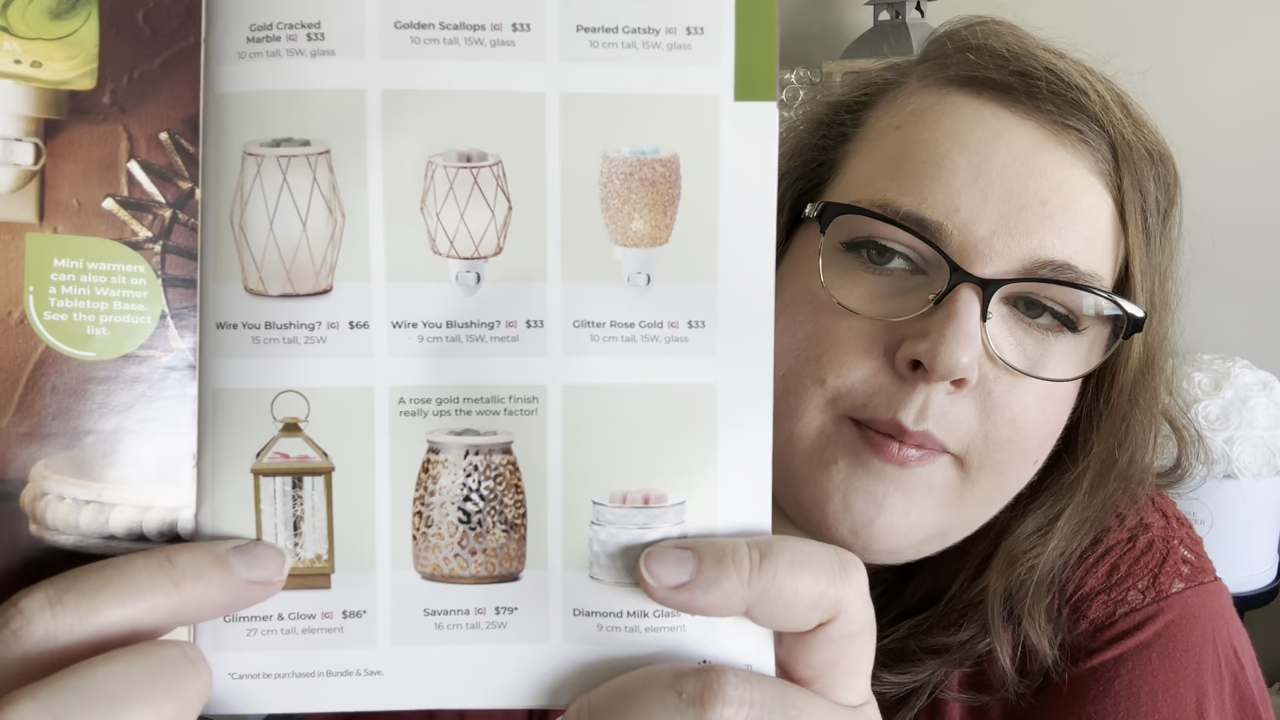 Gold Cracked
Marble [G] $33
10 cm tall, 15W, glass
Golden Scallops [G] $33
10 cm tall, 15W, glass
Pearled Gatsby [G] $33
10 cm tall, 15W, glass
Mini warmers
can also sit on
a Mini Warmer
Tabletop Base.
See the product
list.
Wire You Blushing? [G] $66
15 cm tall, 25W
Wire You Blushing? [G] $33
9 cm tall, 15W, metal
Glitter Rose Gold [G] $33
10 cm tall, 15W, glass
A rose gold metallic finish
really ups the wow factor!
Glimmer & Glow [G] $86*
27 cm tall, element
Savanna [G] $79*
16 cm tall, 25W
Diamond Milk Glass
9 cm tall, element
*Cannot be purchased in Bundle & Save.